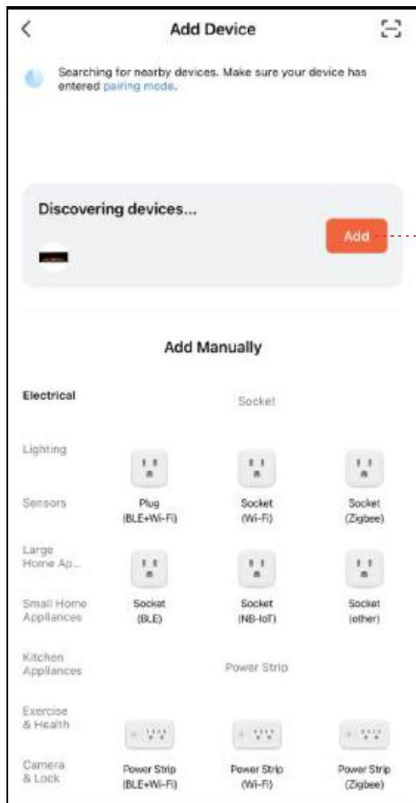 Add Device
Searching for nearby devices. Make sure your device has
entered pairing mode.
Discovering devices...
Add
Add Manually
Electrical
Socket
Lighting
Sensors
Plug
(BLE+Wi-Fi)
Socket
(Wi-Fi)
Socket
(Zigbee)
Large
Home Ap...
Small Home
Appliances
Socket
(BLE)
Socket
(NB-IoT)
Socket
(other)
Kitchen
Appliances
Power Strip
Exercise
& Health
Camera
& Lock
Power Strip
(BLE+Wi-Fi)
Power Strip
(Wi-Fi)
Power Strip
(Zigbee)